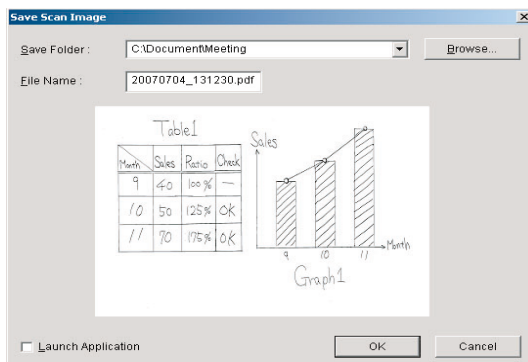 Save Scan Image
Save Folder :
C:\Document\Meeting
Browse...
File Name :
20070704_131230.pdf
Table1
Month Sales Ratio Check
9 40 100% —
10 50 125% OK
11 70 175% OK
Sales
Month
9 10 11
Graph1
Launch Application
OK
Cancel